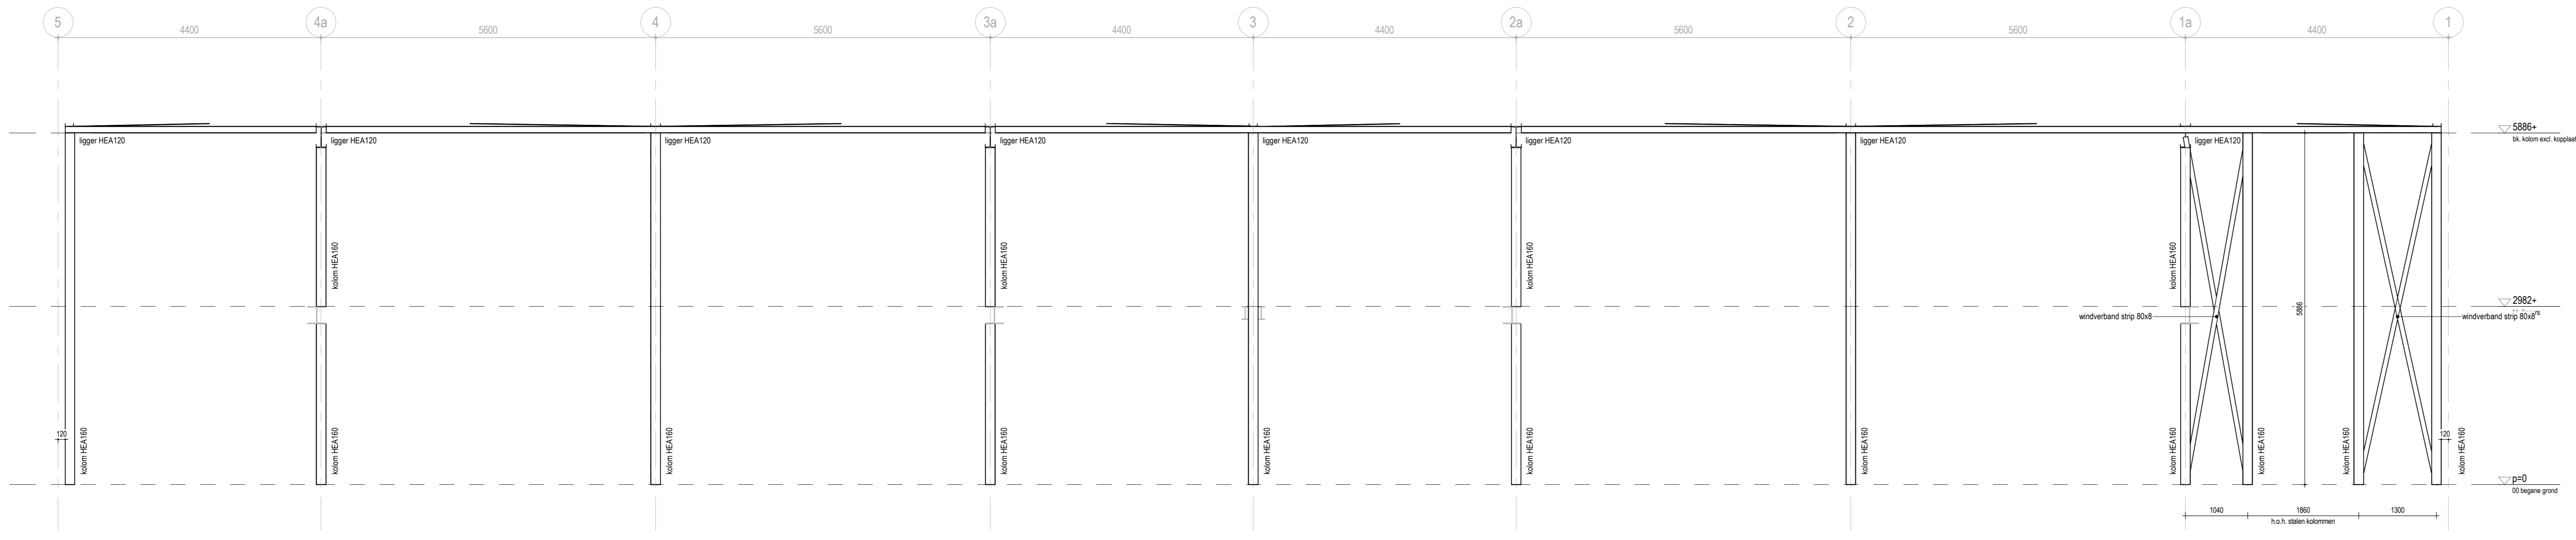 5 4a 4 3a 3 2a 2 1a 1
4400 5600 5600 4400 4400 5600 5600 4400
5886+
bk. kolom excl. kopplaat
ligger HEA120 ligger HEA120 ligger HEA120 ligger HEA120 ligger HEA120 ligger HEA120 ligger HEA120 ligger HEA120
kolom HEA160 kolom HEA160 kolom HEA160 kolom HEA160
2982+
5886
windverband strip 80x8 windverband strip 80x8
120 120
kolom HEA160 kolom HEA160 kolom HEA160 kolom HEA160 kolom HEA160 kolom HEA160 kolom HEA160 kolom HEA160 kolom HEA160 kolom HEA160 kolom HEA160
p=0
00 begane grond
1040 1860 1300
h.o.h. stalen kolommen